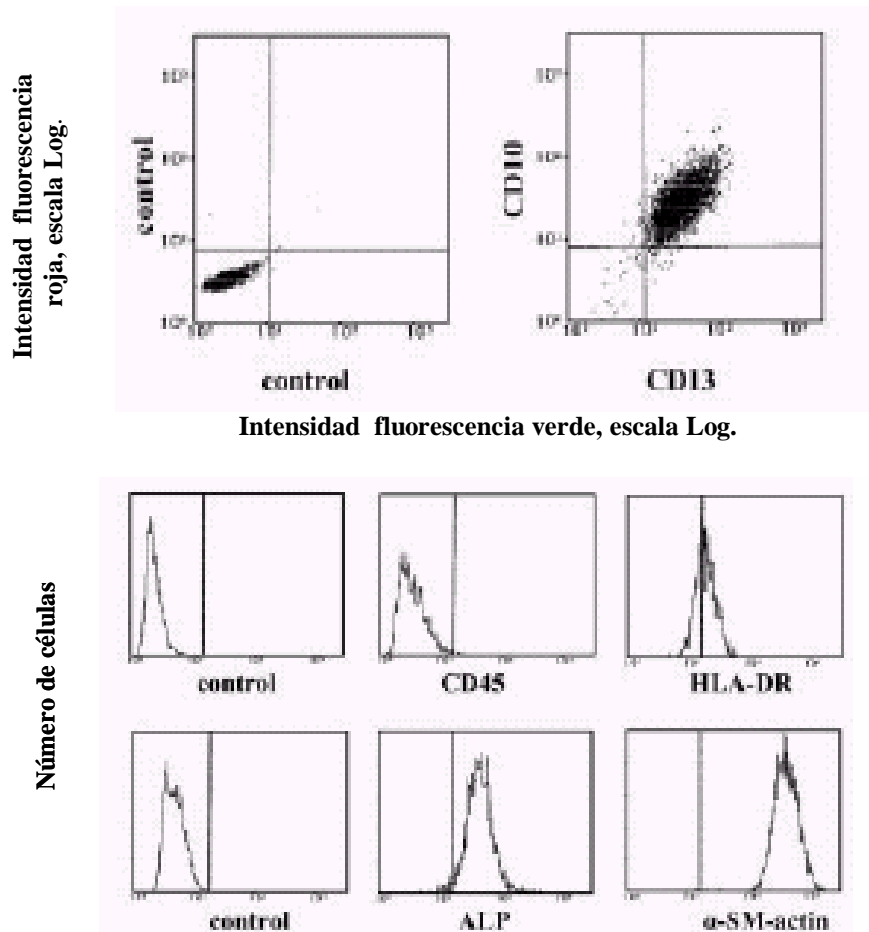 Intensidad fluorescencia
roja, escala Log.
control
control
CD10
CD13
Intensidad fluorescencia verde, escala Log.
Número de células
control
CD45
HLA-DR
control
ALP
α-SM-actin